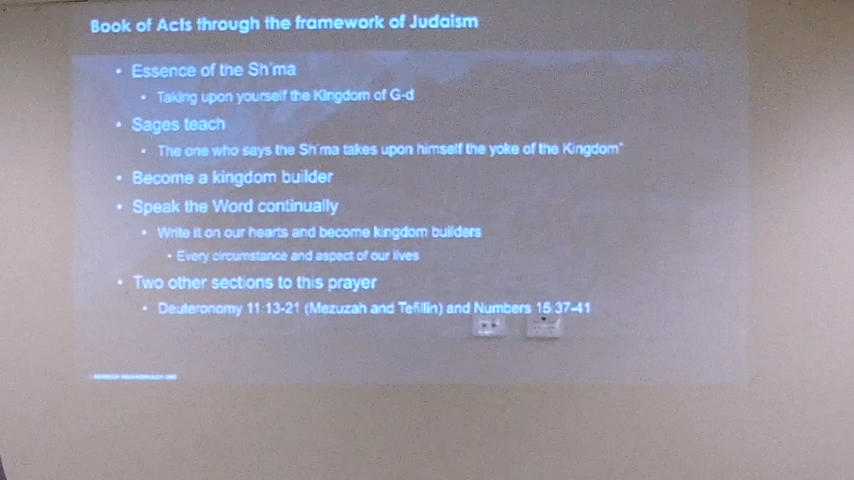 Book of Acts through the framework of Judaism
• Essence of the Sh'ma
• Taking upon yourself the Kingdom of G-d
• Sages teach
• The one who says the Sh'ma takes upon himself the yoke of the Kingdom"
• Become a kingdom builder
• Speak the Word continually
• Write it on our hearts and become kingdom builders
• Every circumstance and aspect of our lives
• Two other sections to this prayer
• Deuteronomy 11:13-21 (Mezuzah and Tefillin) and Numbers 15:37-41